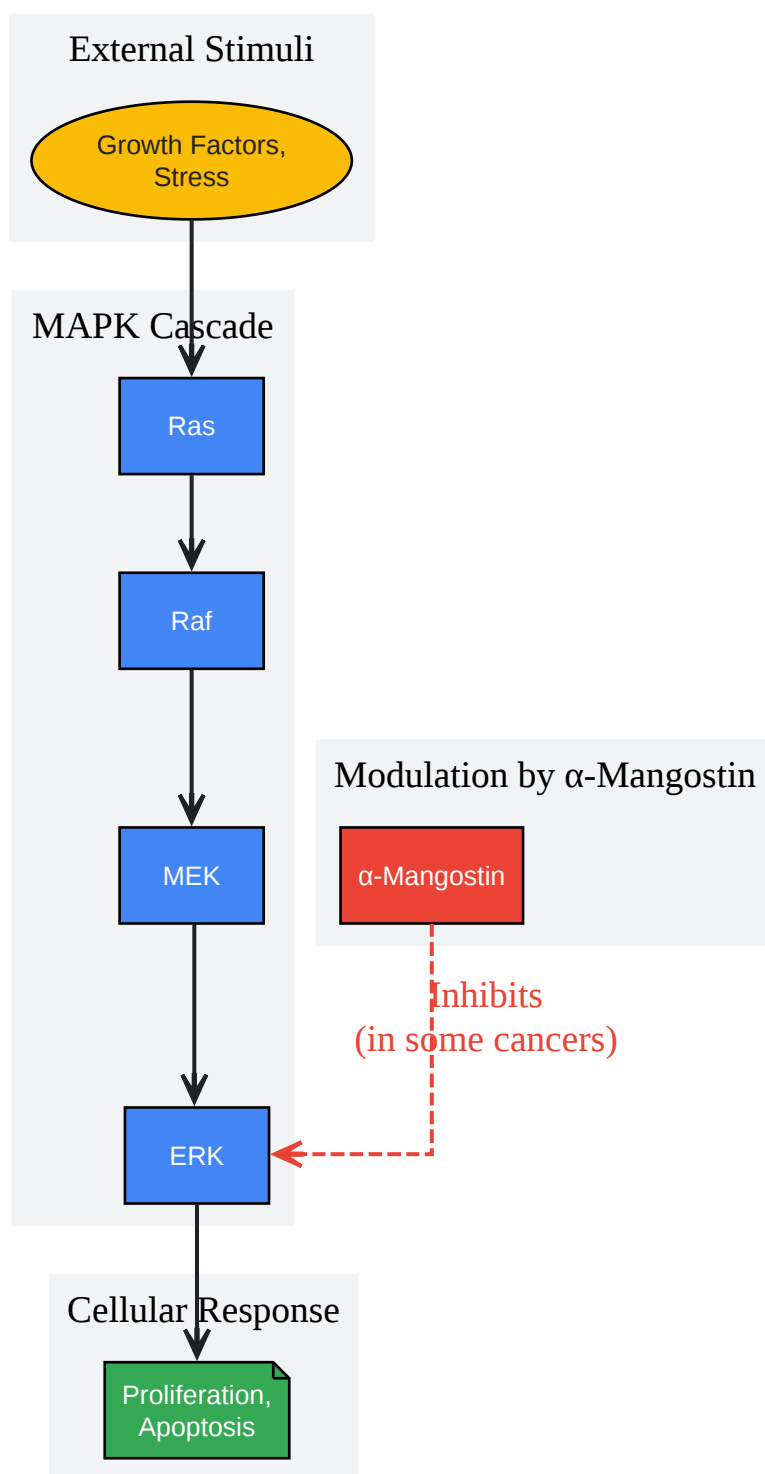 External Stimuli
Growth Factors,
Stress
MAPK Cascade
Ras
Raf
Modulation by α-Mangostin
MEK
α-Mangostin
Inhibits
(in some cancers)
ERK
Cellular Response
Proliferation,
Apoptosis